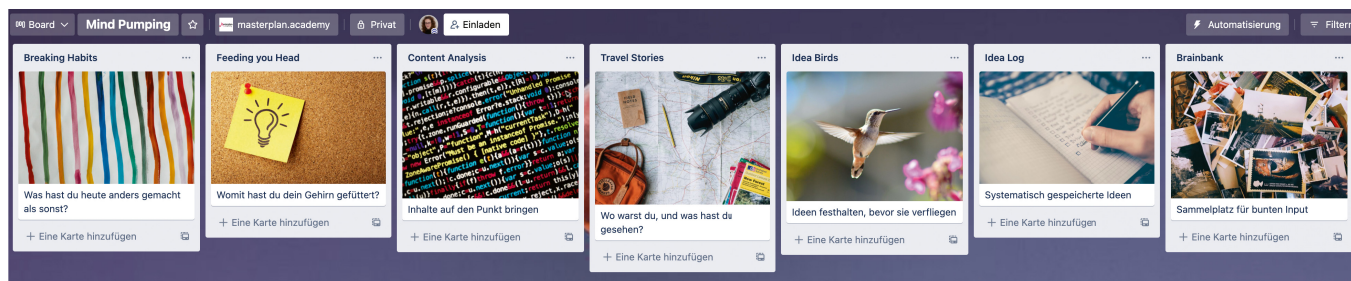 Board
Mind Pumping
masterplan.academy
Privat
Einladen
Automatisierung
Filtern
Breaking Habits
Was hast du heute anders gemacht
als sonst?
+ Eine Karte hinzufügen
Feeding you Head
Womit hast du dein Gehirn gefüttert?
+ Eine Karte hinzufügen
Content Analysis
Inhalte auf den Punkt bringen
+ Eine Karte hinzufügen
Travel Stories
Wo warst du, und was hast du
gesehen?
+ Eine Karte hinzufügen
Idea Birds
Ideen festhalten, bevor sie verfliegen
+ Eine Karte hinzufügen
Idea Log
Systematisch gespeicherte Ideen
+ Eine Karte hinzufügen
Brainbank
Sammelplatz für bunten Input
+ Eine Karte hinzufügen